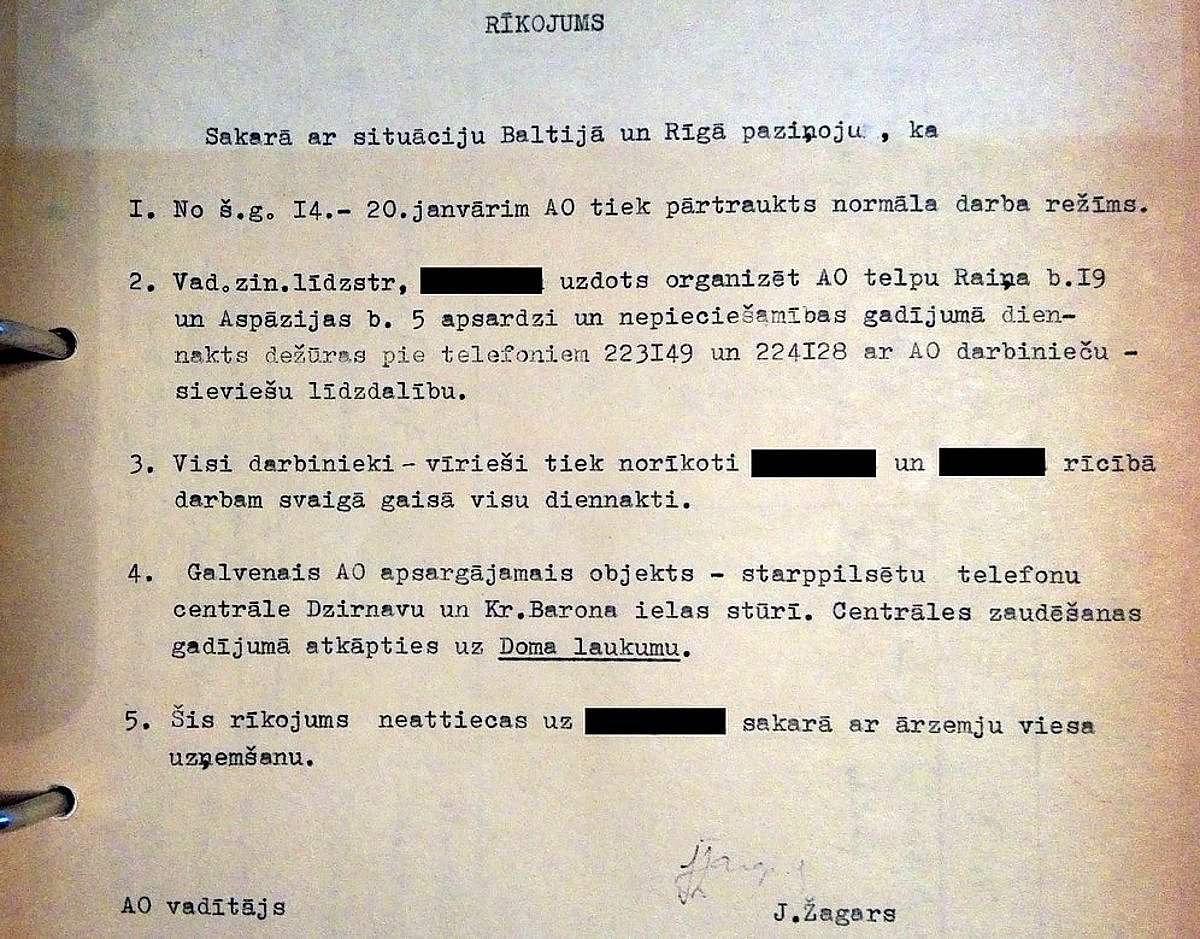 RĪKOJUMS
Sakarā ar situāciju Baltijā un Rīgā paziņoju , ka
I. No š.g. I4.- 20.janvārim AO tiek pārtraukts normāla darba režīms.
2. Vad.zin.līdzstr, uzdots organizēt AO telpu Raiņa b.I9
un Aspāzijas b. 5 apsardzi un nepieciešamības gadījumā dien-
nakts dežūras pie telefoniem 223I49 un 224I28 ar AO darbinieču -
sieviešu līdzdalību.
3. Visi darbinieki - vīrieši tiek norīkoti un rīcībā
darbam svaigā gaisā visu diennakti.
4. Galvenais AO apsargājamais objekts - starppilsētu telefonu
centrāle Dzirnavu un Kr.Barona ielas stūrī. Centrāles zaudēšanas
gadījumā atkāpties uz Doma laukumu.
5. Šis rīkojums neattiecas uz sakarā ar ārzemju viesa
uzņemšanu.
AO vadītājs J.Žagars